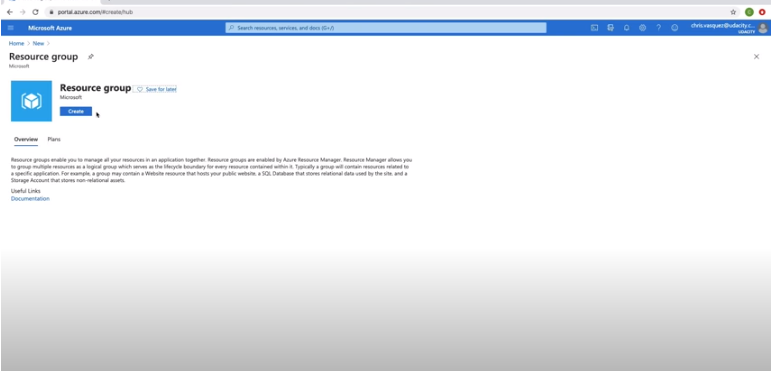 portal.azure.com/#create/hub
Microsoft Azure
Search resources, services, and docs (G+/)
chris.vasquez@udacity.c...
UDACITY
Home > New >
Resource group
Microsoft
Resource group
Save for later
Microsoft
Create
Overview Plans
Resource groups enable you to manage all your resources in an application together. Resource groups are enabled by Azure Resource Manager. Resource Manager allows you
to group multiple resources as a logical group which serves as the lifecycle boundary for every resource contained within it. Typically a group will contain resources related to
a specific application. For example, a group may contain a Website resource that hosts your public website, a SQL Database that stores relational data used by the site, and a
Storage Account that stores non-relational assets.
Useful Links
Documentation